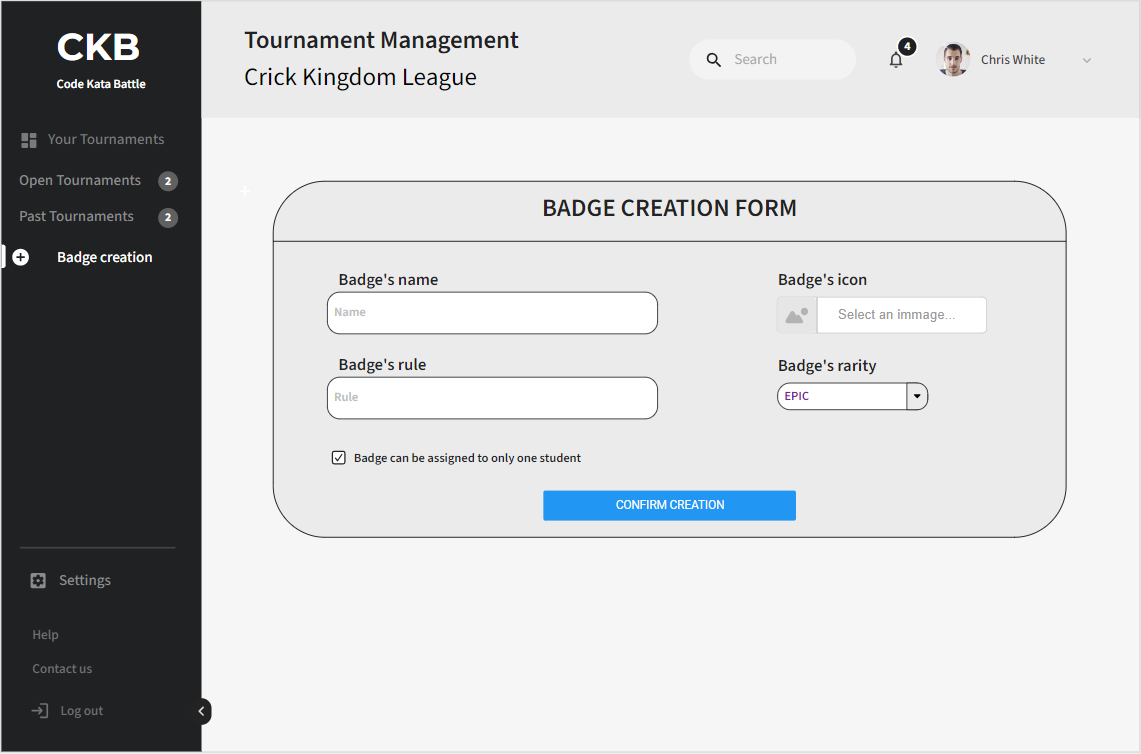 CKB
Code Kata Battle
Your Tournaments
Open Tournaments 2
Past Tournaments 2
Badge creation
Settings
Help
Contact us
Log out
Tournament Management
Crick Kingdom League
Search
4
Chris White
BADGE CREATION FORM
Badge's name
Name
Badge's rule
Rule
Badge can be assigned to only one student
Badge's icon
Select an immage...
Badge's rarity
EPIC
CONFIRM CREATION